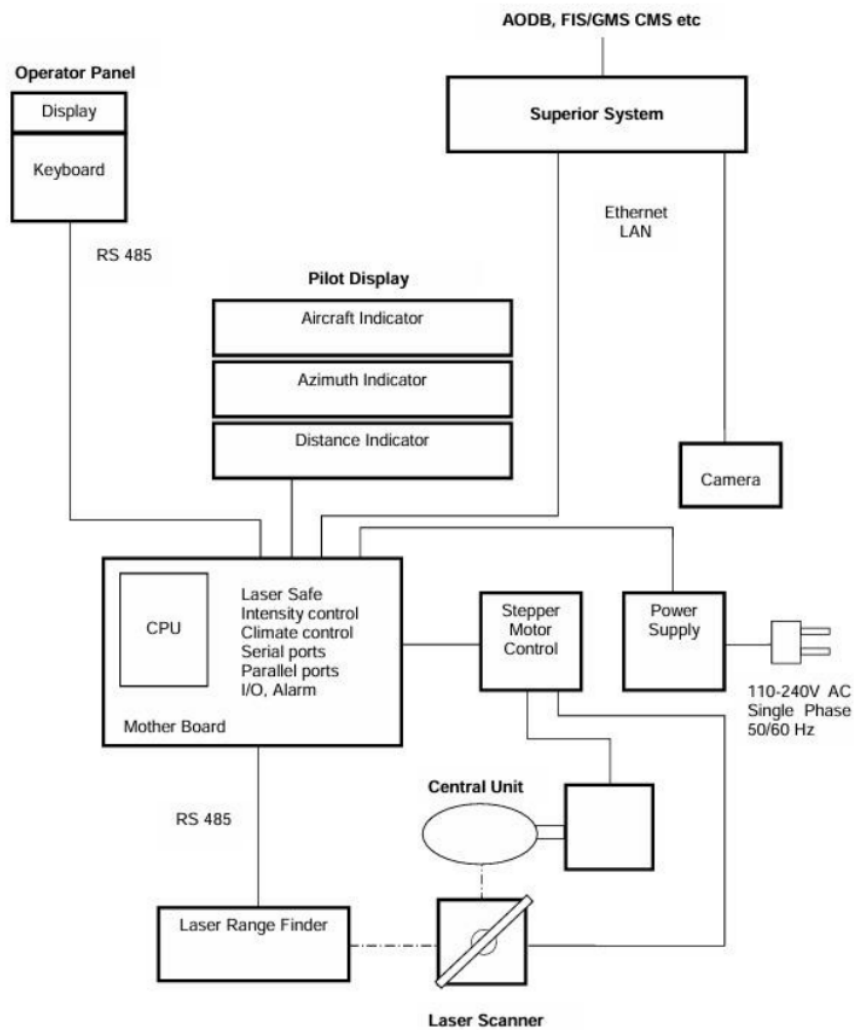 AODB, FIS/GMS CMS etc
Operator Panel
Display
Keyboard
Superior System
Ethernet
LAN
RS 485
Pilot Display
Aircraft Indicator
Azimuth Indicator
Distance Indicator
Camera
CPU
Laser Safe
Intensity control
Climate control
Serial ports
Parallel ports
I/O, Alarm
Mother Board
Stepper
Motor
Control
Power
Supply
110-240V AC
Single Phase
50/60 Hz
Central Unit
RS 485
Laser Range Finder
Laser Scanner